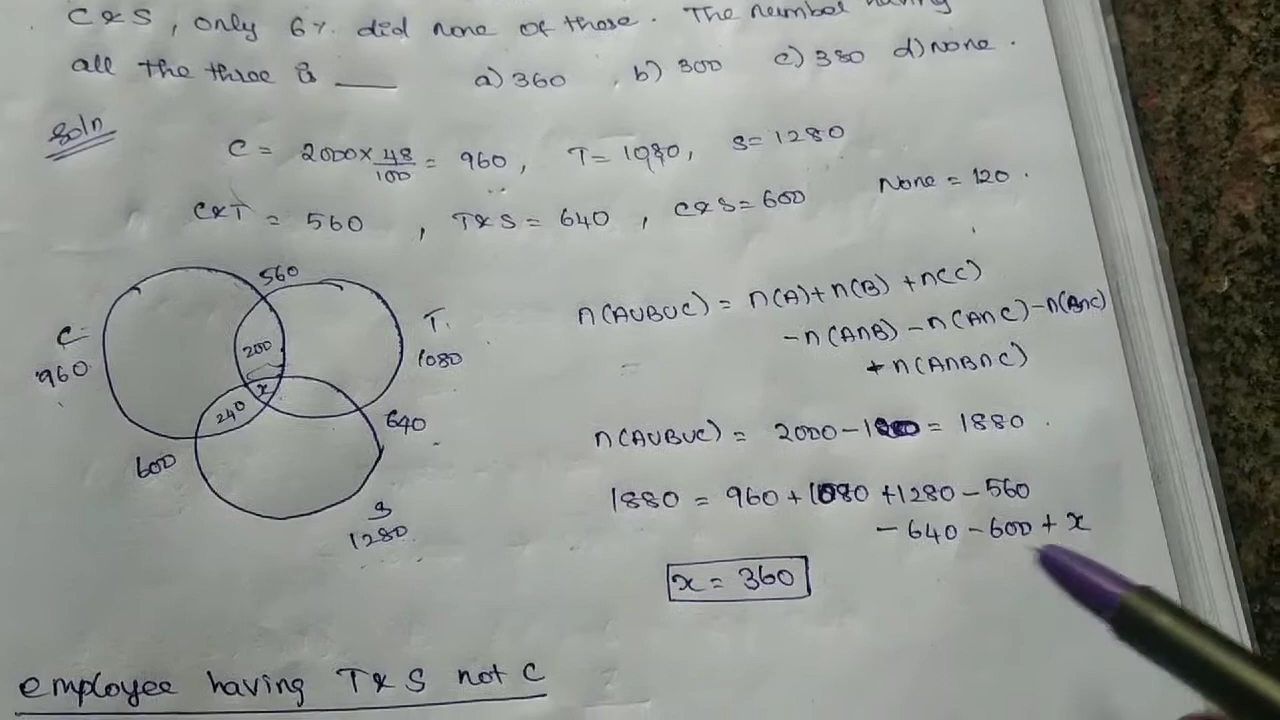 C & S, only 6% did none of these. The number having
all the three is ____ a) 360 b) 300 c) 380 d) none.
Soln
C = 2000 × 48/100 = 960, T = 1080, S = 1280
C&T = 560, T&S = 640, C&S = 600 None = 120.
560
C
960
T.
1080
200
x
240
640
600
S
1280
n(AUBUC) = n(A) + n(B) + n(C)
- n(A∩B) - n(A∩C) - n(B∩C)
+ n(A∩B∩C)
n(AUBUC) = 2000 - 120 = 1880.
1880 = 960 + 1080 + 1280 - 560
- 640 - 600 + x
x = 360
employee having T & S not C